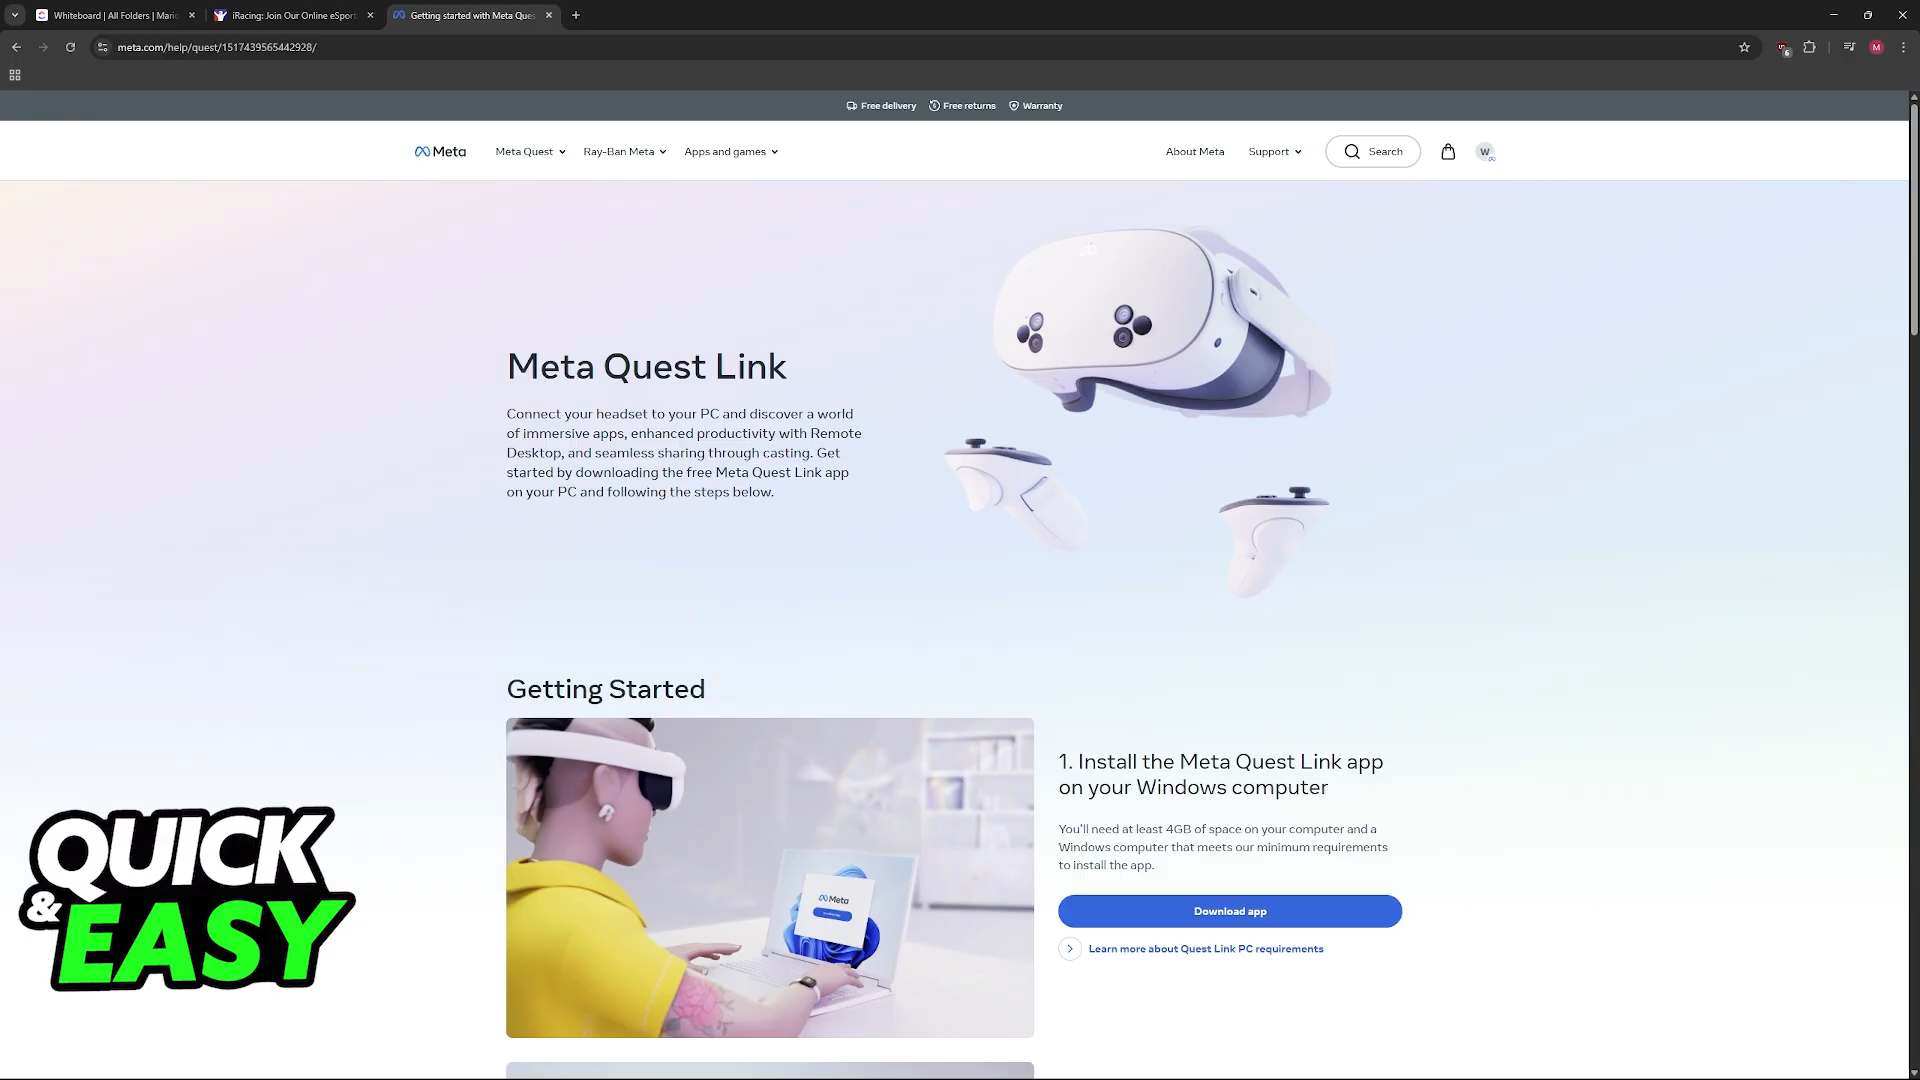 Whiteboard | All Folders | Mario
iRacing: Join Our Online eSport
Getting started with Meta Ques
meta.com/help/quest/1517439565442928/
6
M
Free delivery
Free returns
Warranty
Meta
Meta Quest
Ray-Ban Meta
Apps and games
About Meta
Support
Search
W
Meta Quest Link
Connect your headset to your PC and discover a world
of immersive apps, enhanced productivity with Remote
Desktop, and seamless sharing through casting. Get
started by downloading the free Meta Quest Link app
on your PC and following the steps below.
Getting Started
Meta
1. Install the Meta Quest Link app
on your Windows computer
You'll need at least 4GB of space on your computer and a
Windows computer that meets our minimum requirements
to install the app.
Download app
Learn more about Quest Link PC requirements
QUICK
& EASY